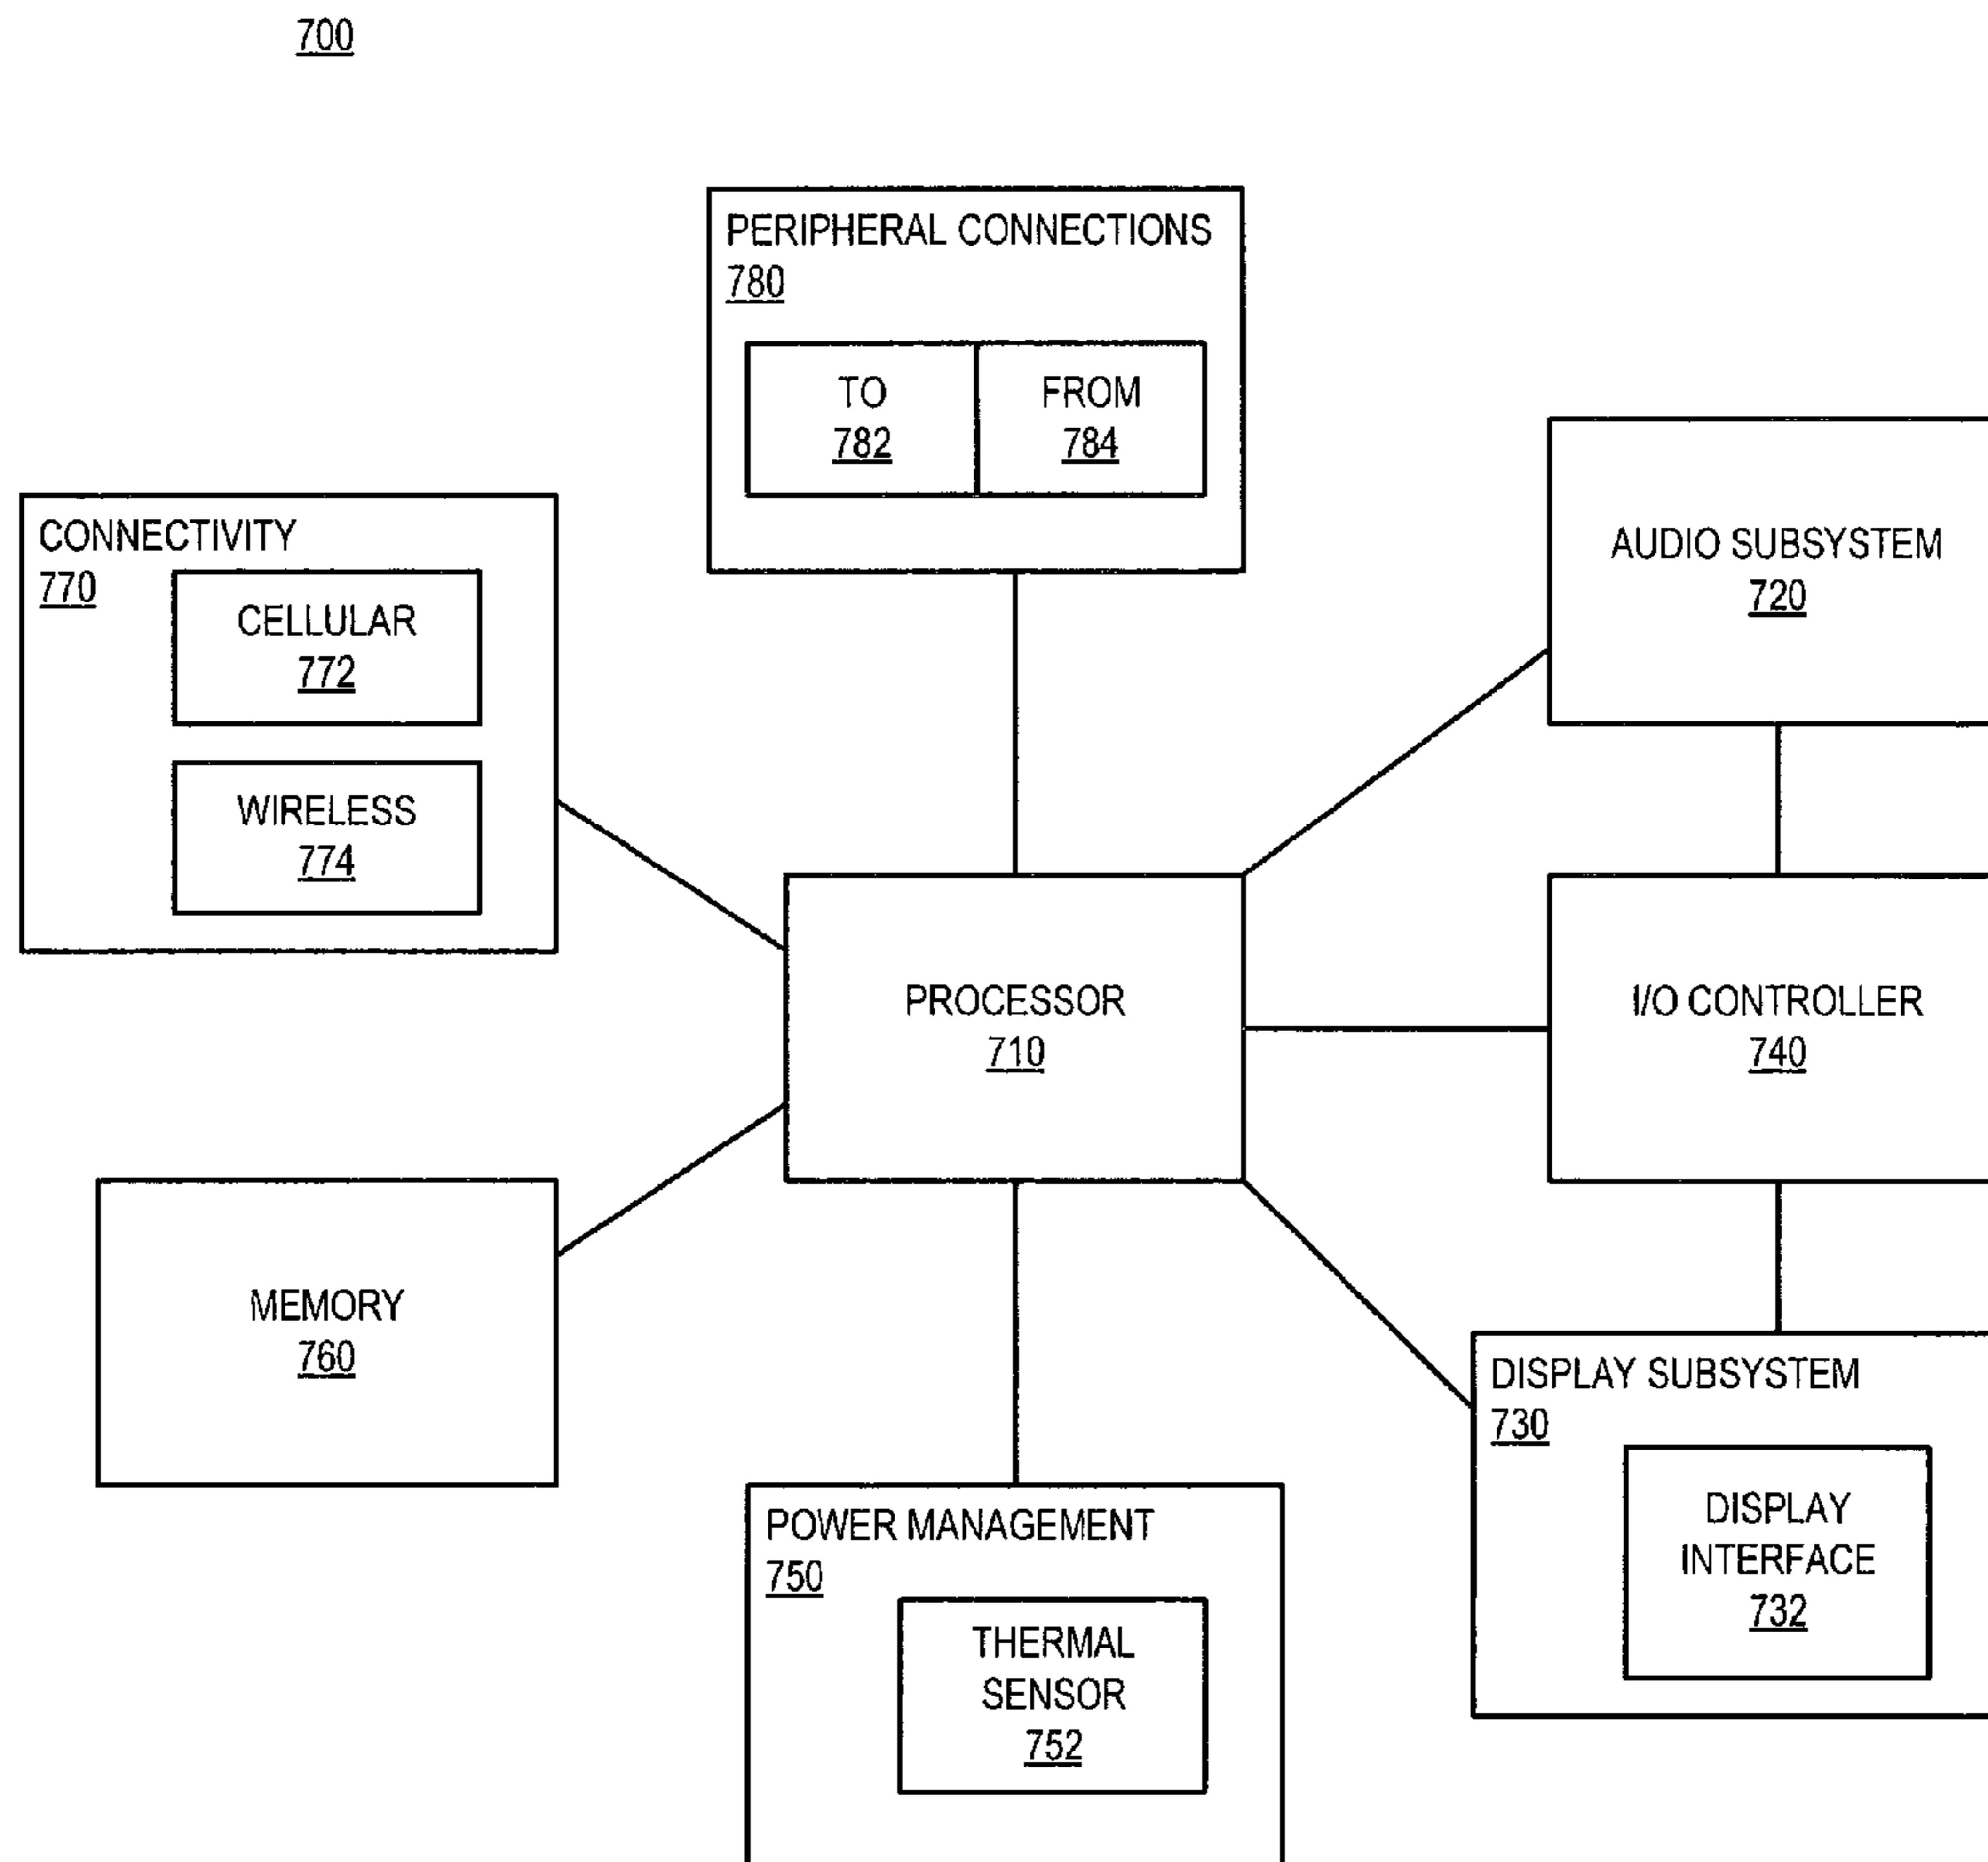 700
PERIPHERAL CONNECTIONS
780
TO
782
FROM
784
AUDIO SUBSYSTEM
720
CONNECTIVITY
770
CELLULAR
772
WIRELESS
774
PROCESSOR
710
I/O CONTROLLER
740
MEMORY
760
DISPLAY SUBSYSTEM
730
DISPLAY
INTERFACE
732
POWER MANAGEMENT
750
THERMAL
SENSOR
752